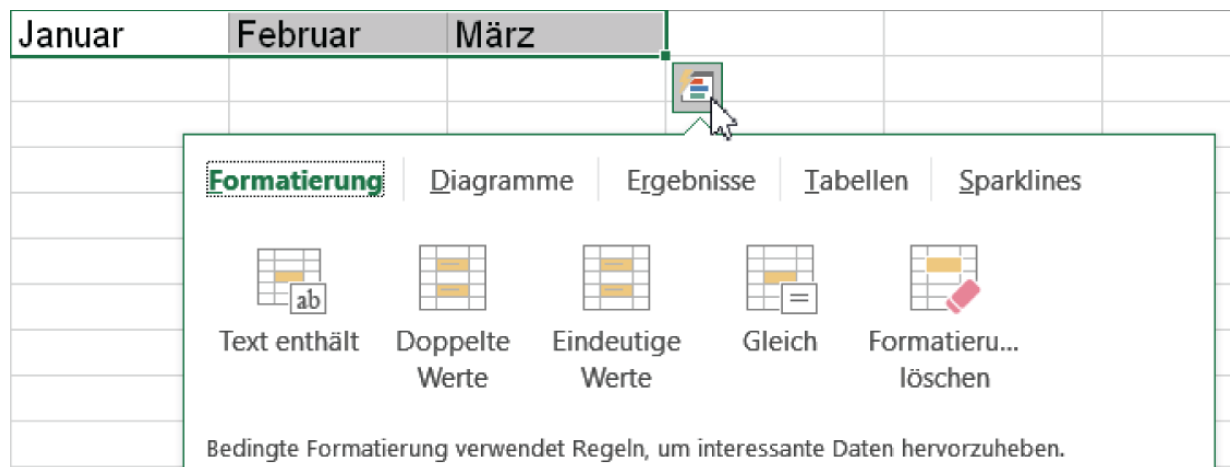 Januar Februar März
Formatierung Diagramme Ergebnisse Tabellen Sparklines
ab
Text enthält Doppelte Werte Eindeutige Werte Gleich Formatieru... löschen
Bedingte Formatierung verwendet Regeln, um interessante Daten hervorzuheben.